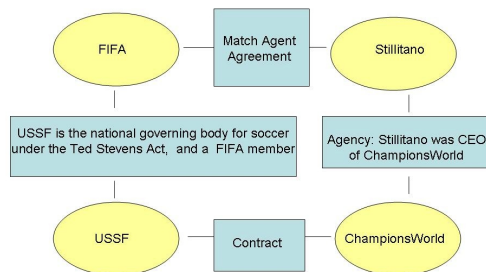 FIFA
Match Agent
Agreement
Stillitano
USSF is the national governing body for soccer
under the Ted Stevens Act, and a FIFA member
Agency: Stillitano was CEO
of ChampionsWorld
USSF
Contract
ChampionsWorld